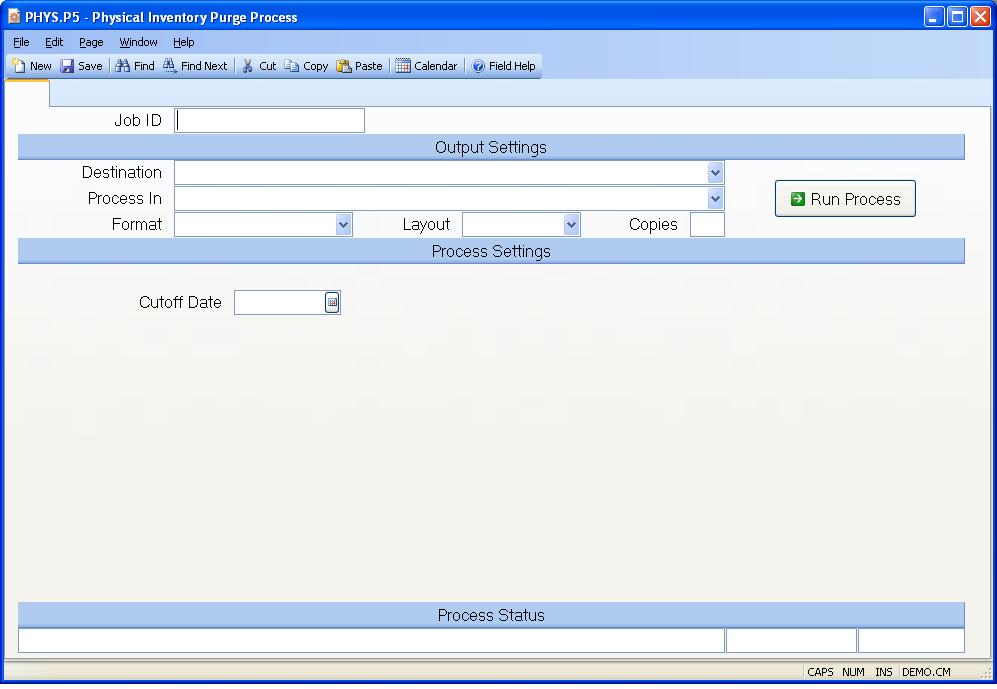 PHYS.P5 - Physical Inventory Purge Process
File Edit Page Window Help
New Save Find Find Next Cut Copy Paste Calendar Field Help
Job ID
Output Settings
Destination
Process In
Run Process
Format Layout Copies
Process Settings
Cutoff Date
Process Status
CAPS NUM INS DEMO.CM